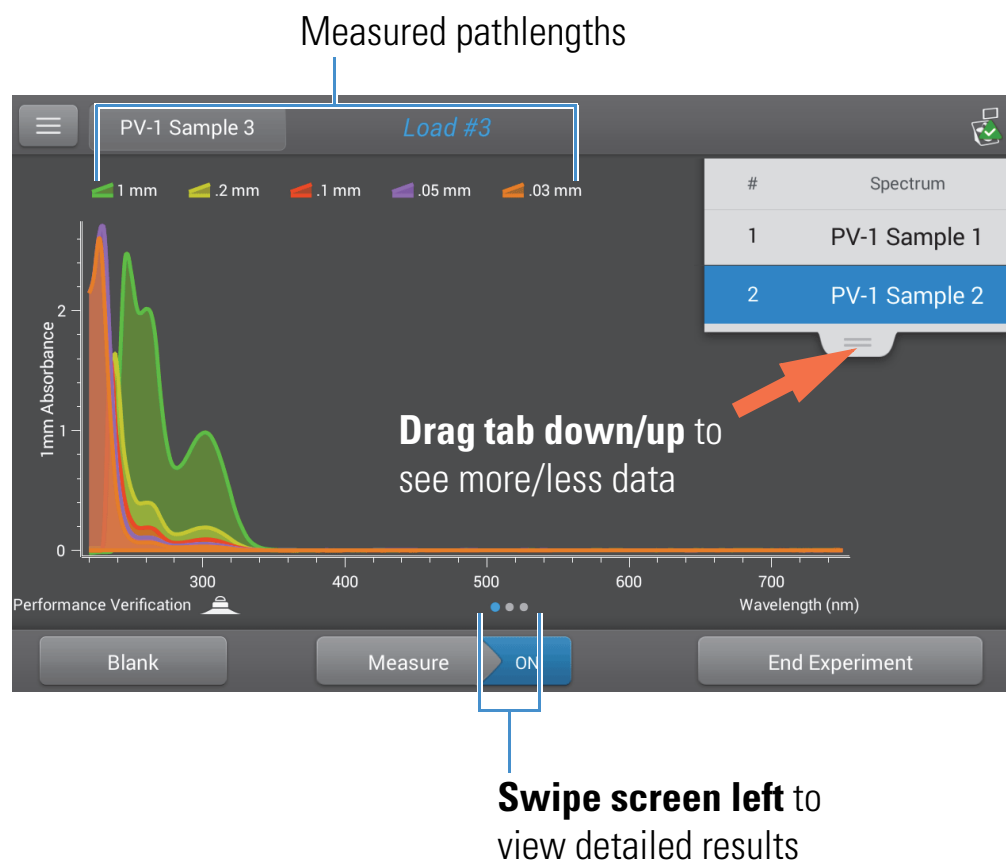 Measured pathlengths
PV-1 Sample 3
Load #3
1 mm
.2 mm
.1 mm
.05 mm
.03 mm
# Spectrum
1 PV-1 Sample 1
2 PV-1 Sample 2
Drag tab down/up to
see more/less data
1mm Absorbance
2
1
0
300 400 500 600 700
Performance Verification
Wavelength (nm)
Blank
Measure
ON
End Experiment
Swipe screen left to
view detailed results